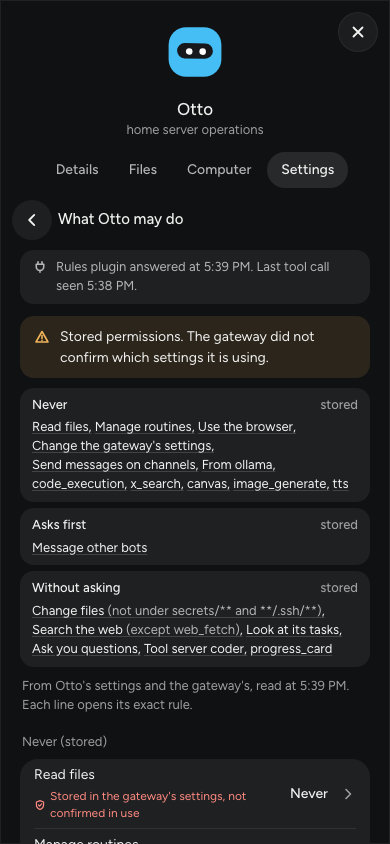 Otto
home server operations
Details Files Computer Settings
What Otto may do
Rules plugin answered at 5:39 PM. Last tool call
seen 5:38 PM.
Stored permissions. The gateway did not
confirm which settings it is using.
Never stored
Read files, Manage routines, Use the browser,
Change the gateway's settings,
Send messages on channels, From ollama,
code_execution, x_search, canvas, image_generate, tts
Asks first stored
Message other bots
Without asking stored
Change files (not under secrets/** and **/.ssh/**),
Search the web (except web_fetch), Look at its tasks,
Ask you questions, Tool server coder, progress_card
From Otto's settings and the gateway's, read at 5:39 PM.
Each line opens its exact rule.
Never (stored)
Read files
Stored in the gateway's settings, not
confirmed in use
Never
Manage routines